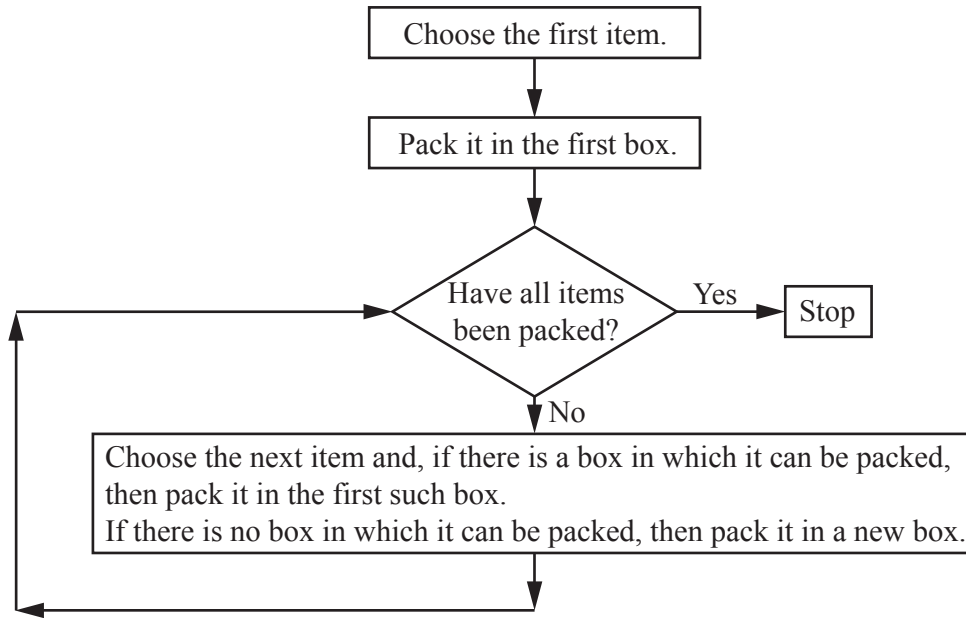 Choose the first item.
Pack it in the first box.
Have all items
been packed?
Yes
Stop
No
Choose the next item and, if there is a box in which it can be packed,
then pack it in the first such box.
If there is no box in which it can be packed, then pack it in a new box.